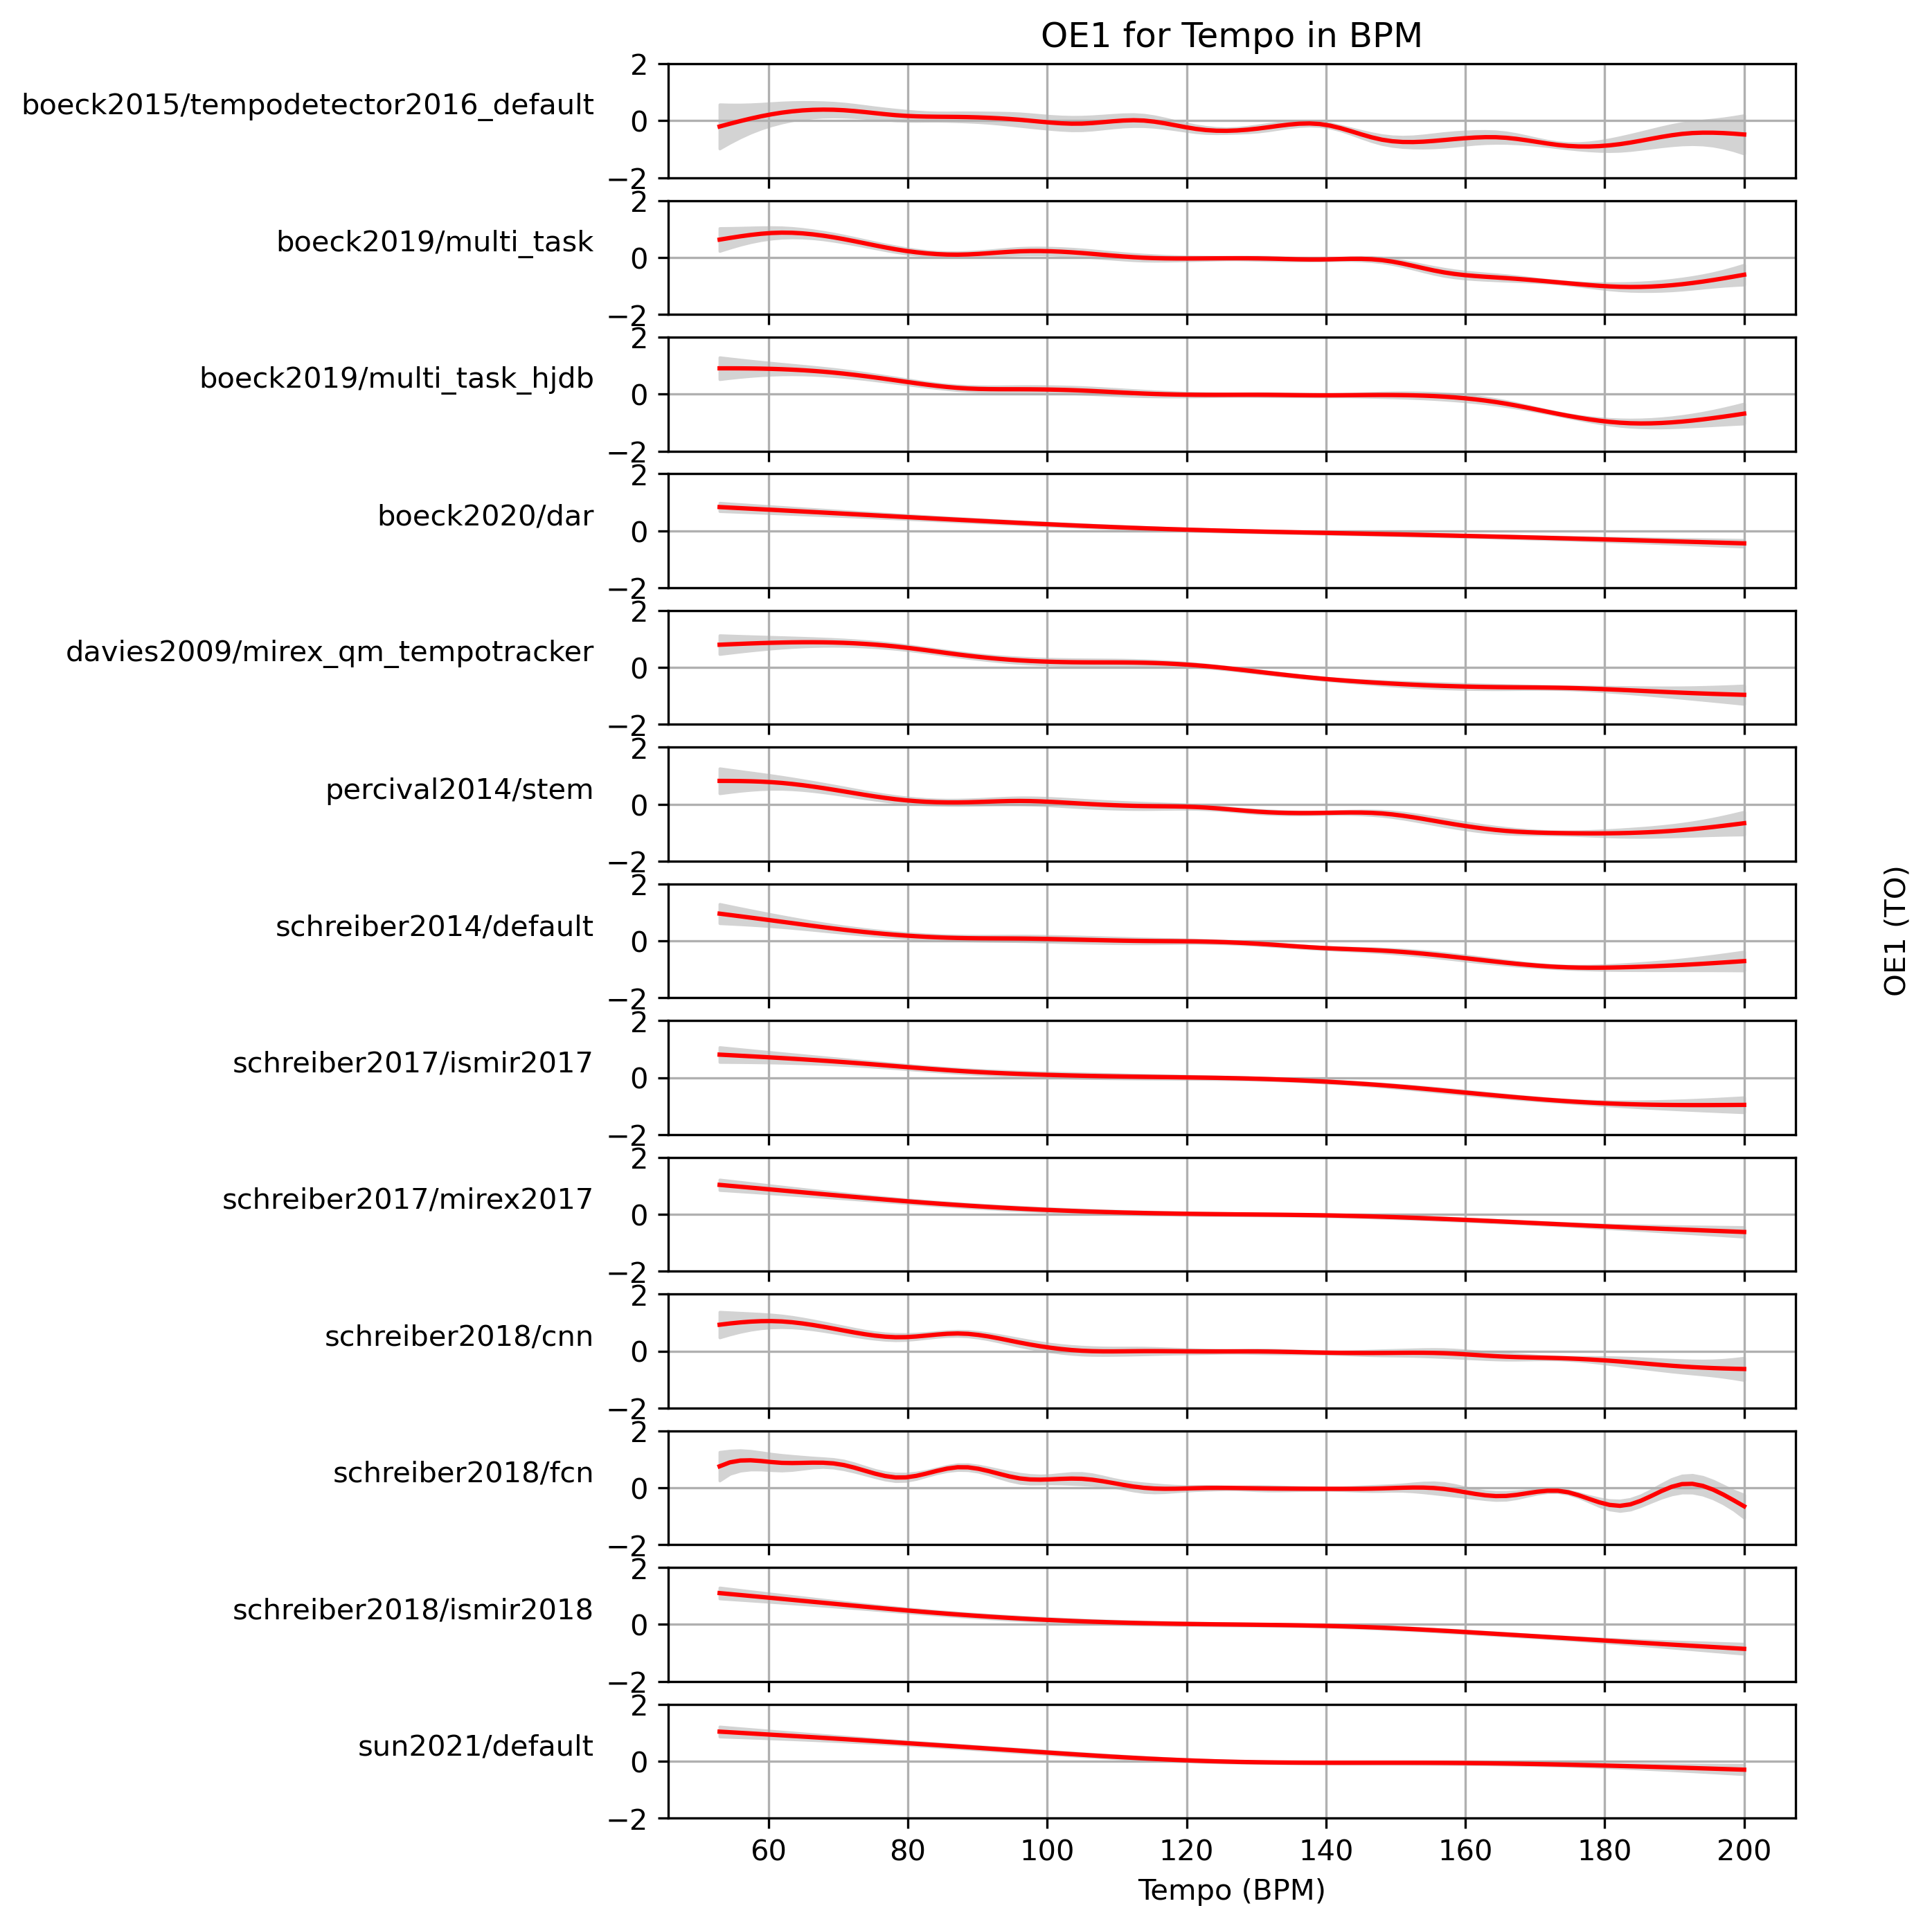 OE1 for Tempo in BPM
2
boeck2015/tempodetector2016_default
0
−2
2
boeck2019/multi_task
0
−2
2
boeck2019/multi_task_hjdb
0
−2
2
boeck2020/dar
0
−2
2
davies2009/mirex_qm_tempotracker
0
−2
2
percival2014/stem
0
−2
2
schreiber2014/default
0
−2
2
schreiber2017/ismir2017
0
−2
2
schreiber2017/mirex2017
0
−2
2
schreiber2018/cnn
0
−2
2
schreiber2018/fcn
0
−2
2
schreiber2018/ismir2018
0
−2
2
sun2021/default
0
−2
60 80 100 120 140 160 180 200
Tempo (BPM)
OE1 (TO)